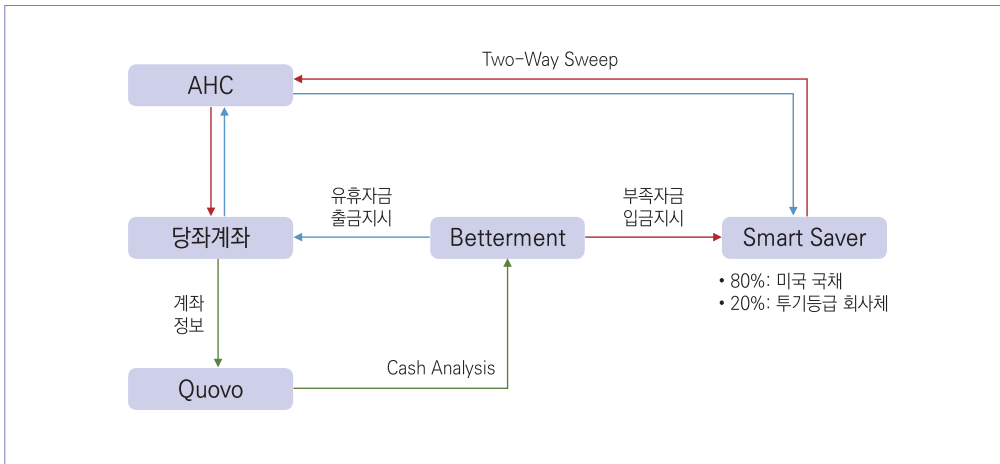 Two-Way Sweep
AHC
유휴자금
출금지시
부족자금
입금지시
당좌계좌
Betterment
Smart Saver
• 80%: 미국 국채
• 20%: 투기등급 회사채
계좌
정보
Cash Analysis
Quovo